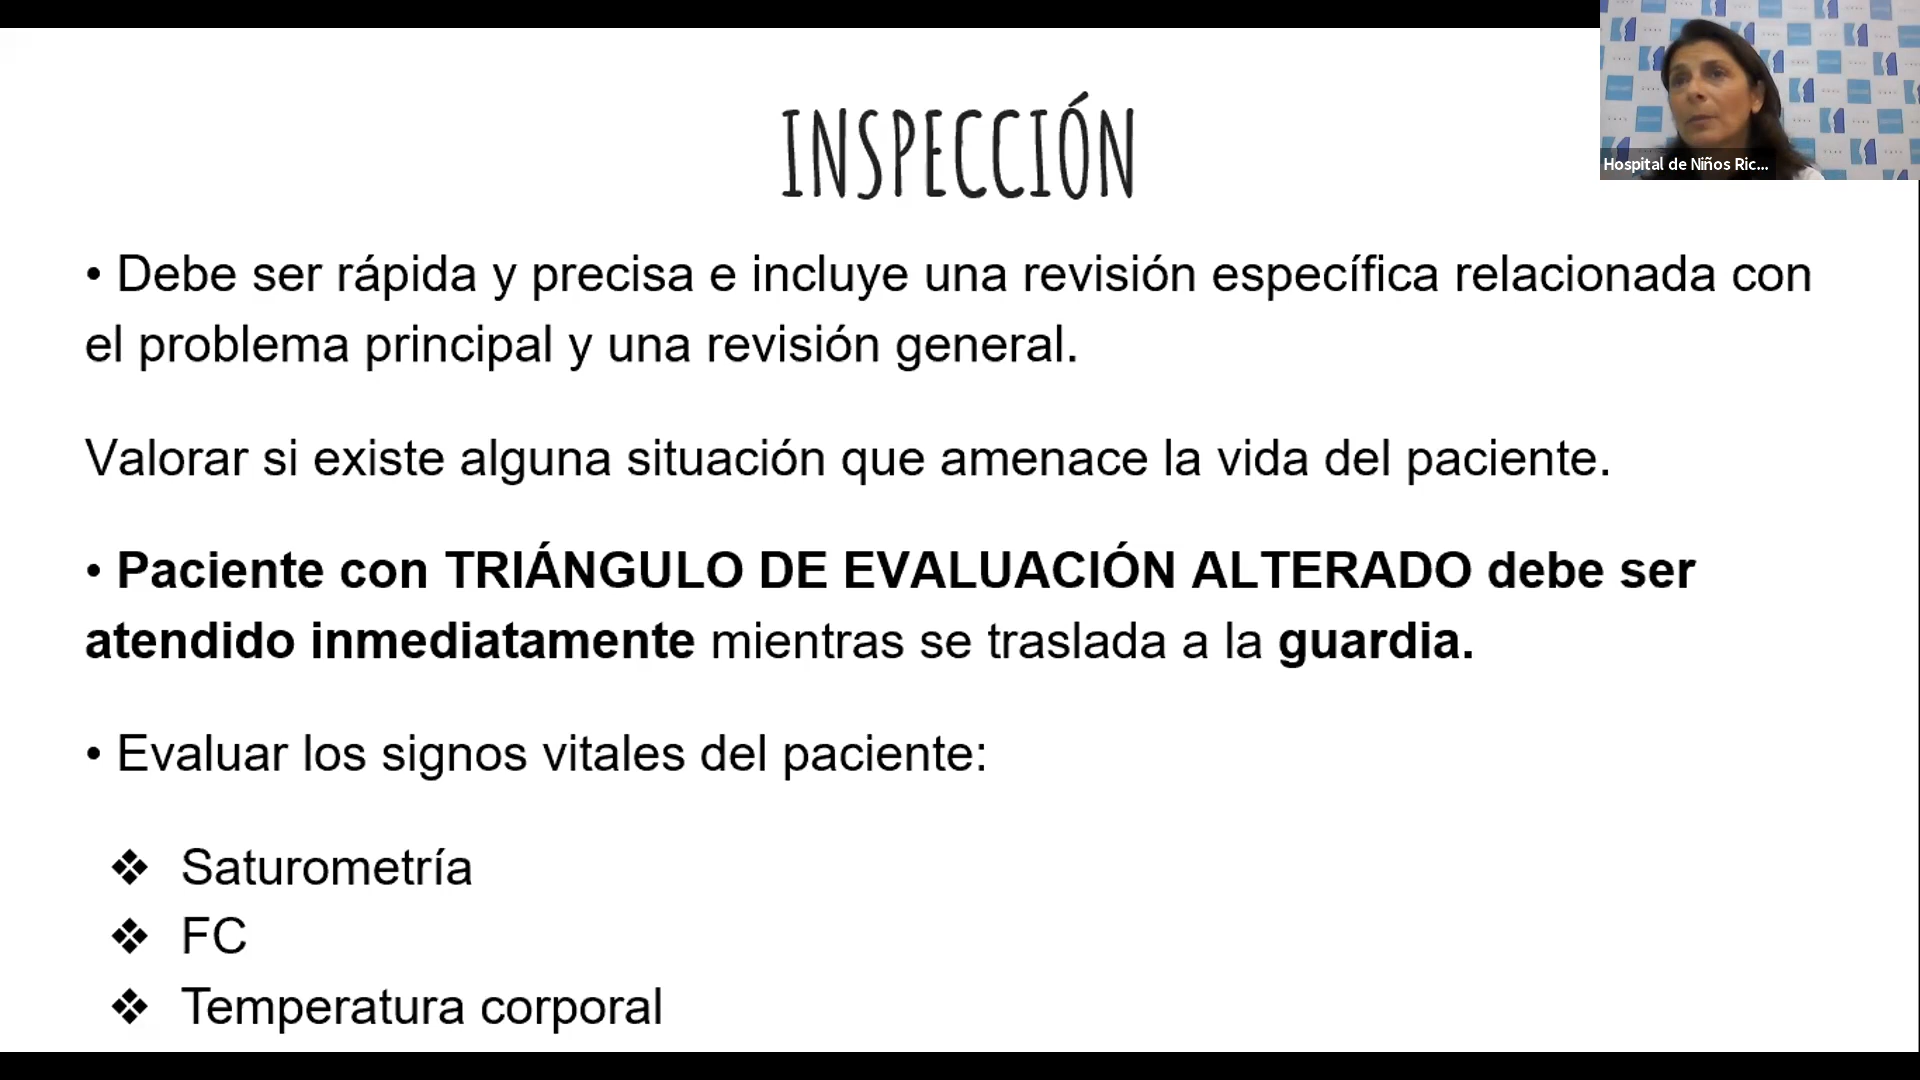 INSPECCIÓN
Hospital de Niños Ric...
• Debe ser rápida y precisa e incluye una revisión específica relacionada con
el problema principal y una revisión general.
Valorar si existe alguna situación que amenace la vida del paciente.
• Paciente con TRIÁNGULO DE EVALUACIÓN ALTERADO debe ser
atendido inmediatamente mientras se traslada a la guardia.
• Evaluar los signos vitales del paciente:
❖ Saturometría
❖ FC
❖ Temperatura corporal